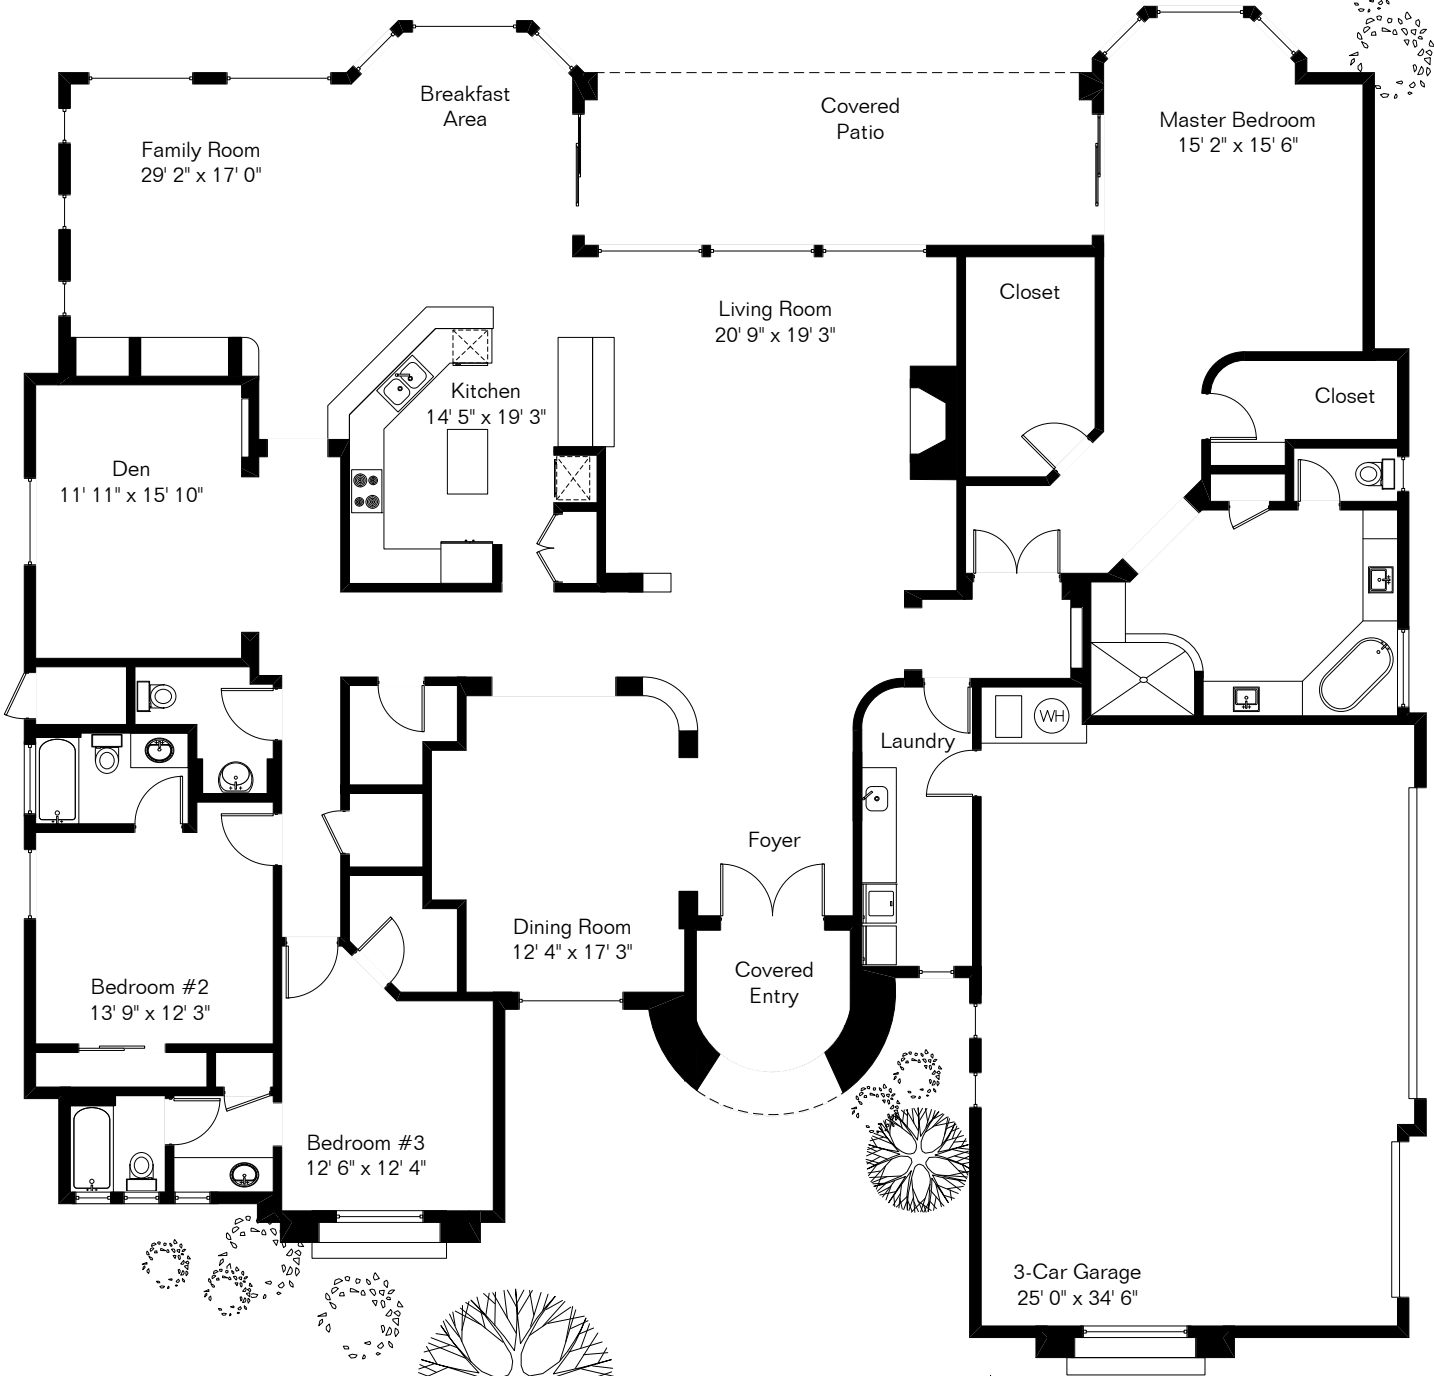 Breakfast
Area
Covered
Patio
Master Bedroom
15' 2" x 15' 6"
Family Room
29' 2" x 17' 0"
Closet
Living Room
20' 9" x 19' 3"
Kitchen
14' 5" x 19' 3"
Closet
Den
11' 11" x 15' 10"
WH
Laundry
Foyer
Dining Room
12' 4" x 17' 3"
Covered
Entry
Bedroom #2
13' 9" x 12' 3"
Bedroom #3
12' 6" x 12' 4"
3-Car Garage
25' 0" x 34' 6"